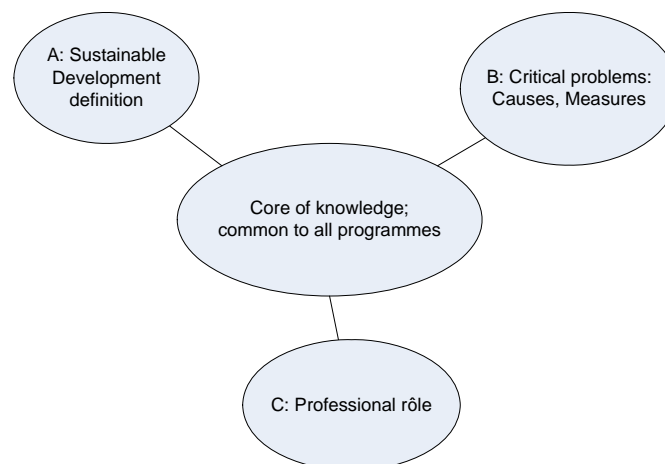 A: Sustainable
Development
definition
B: Critical problems:
Causes, Measures
Core of knowledge;
common to all programmes
C: Professional rôle